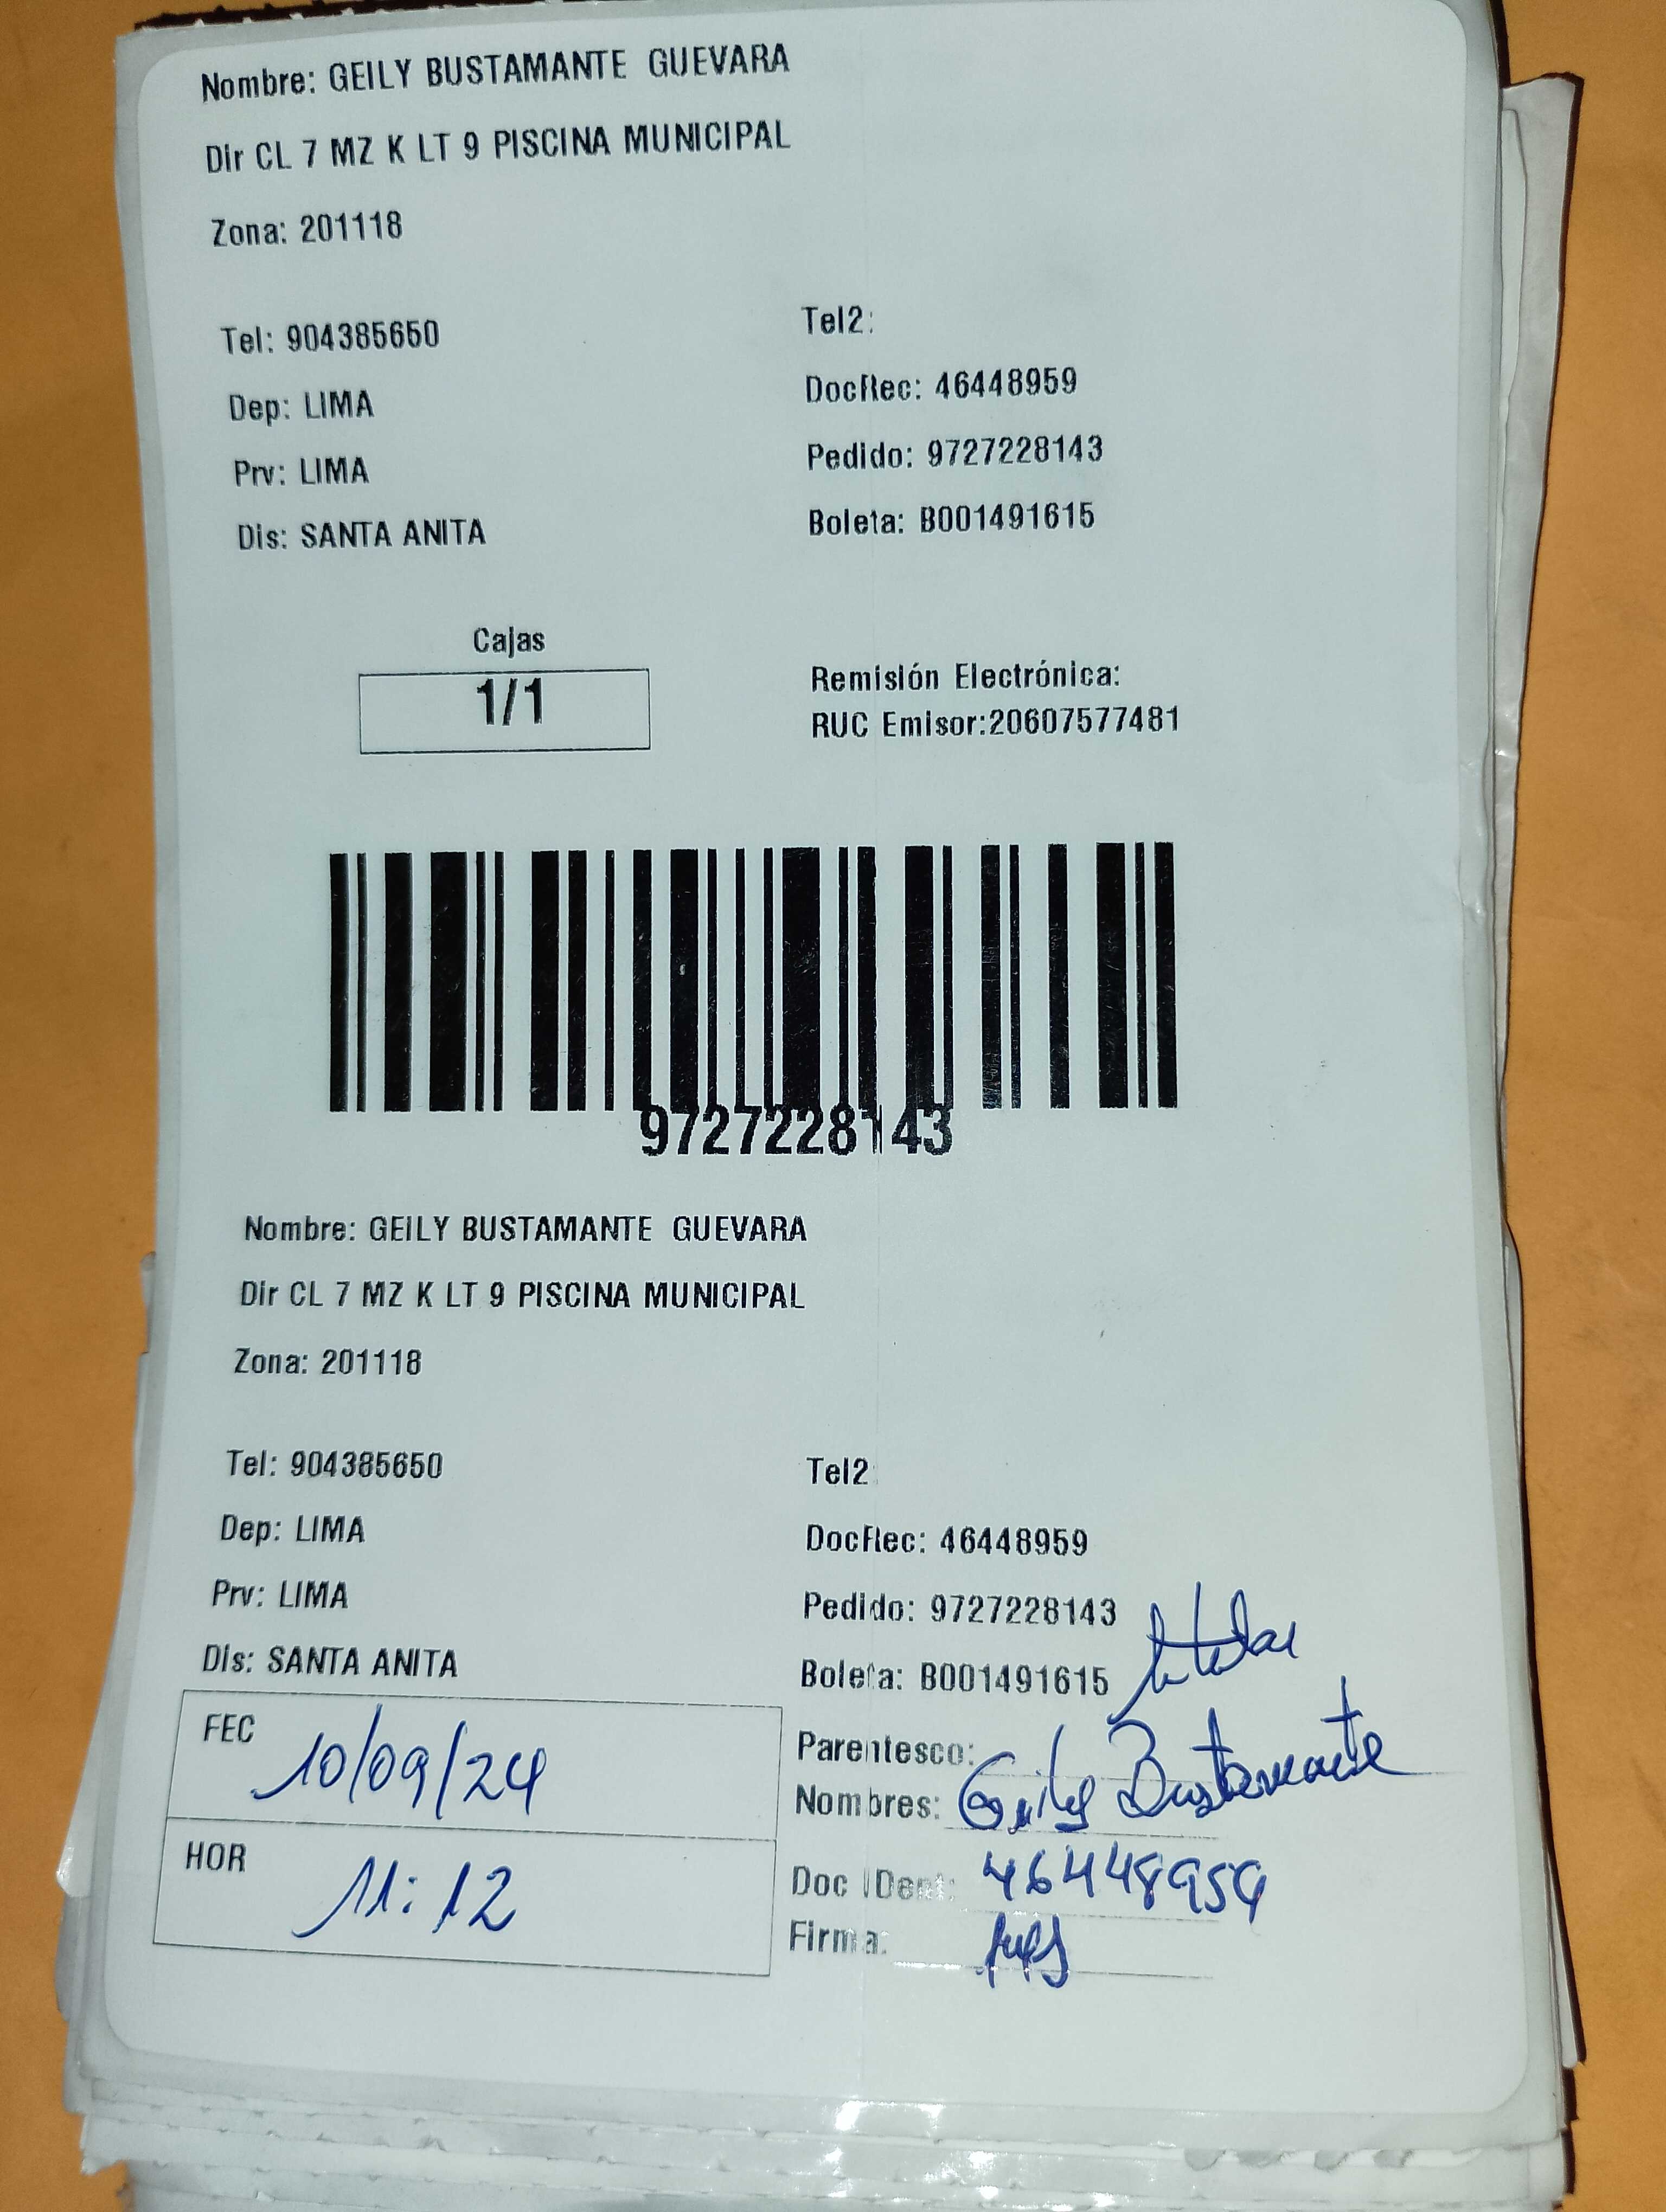 Nombre: GEILY BUSTAMANTE GUEVARA
Dir CL 7 MZ K LT 9 PISCINA MUNICIPAL
Zona: 201118
Tel: 904385650
Tel2:
Dep: LIMA
DocRec: 46448959
Prv: LIMA
Pedido: 9727228143
Dis: SANTA ANITA
Boleta: B001491615
Cajas
1/1
Remisión Electrónica:
RUC Emisor:20607577481
9727228143
Nombre: GEILY BUSTAMANTE GUEVARA
Dir CL 7 MZ K LT 9 PISCINA MUNICIPAL
Zona: 201118
Tel: 904385650
Tel2:
Dep: LIMA
DocRec: 46448959
Prv: LIMA
Pedido: 9727228143
Dis: SANTA ANITA
Boleta: B001491615
FEC 10/09/24
HOR 11:12
Parentesco: titular
Nombres: Geily Bustamante
Doc IDent: 46448959
Firma: